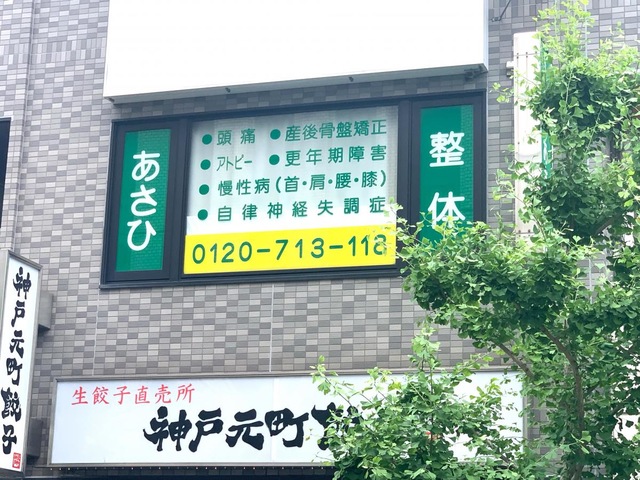 あさひ
●頭痛 ●産後骨盤矯正
●アトピー ●更年期障害
●慢性病(首・肩・腰・膝)
●自律神経失調症
0120-713-118
整体
神戸元町餃子
生餃子直売所
神戸元町